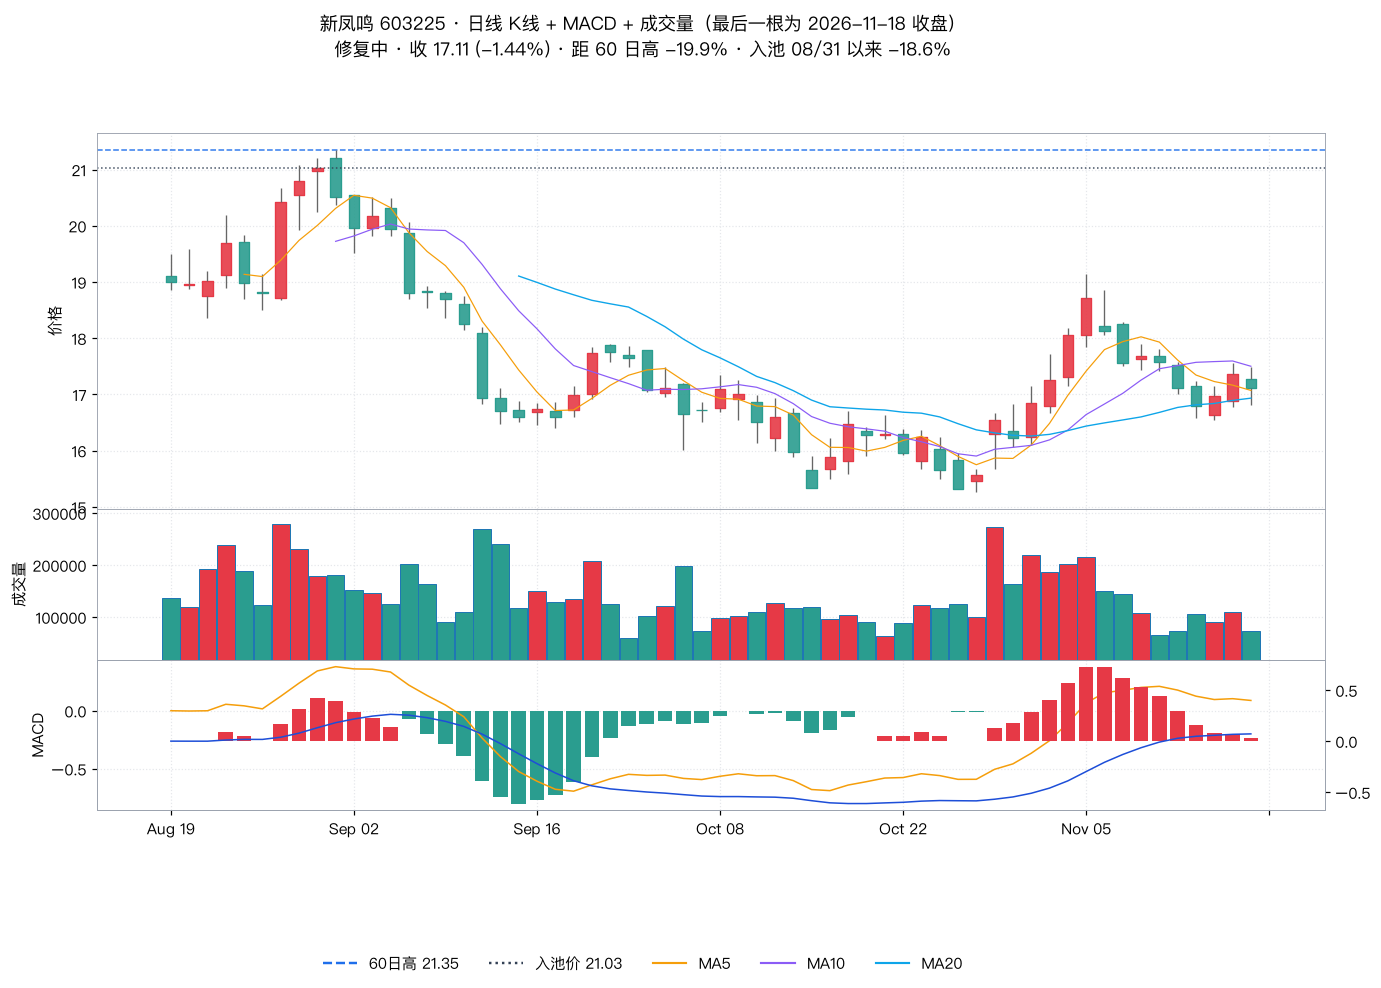 新凤鸣 603225 · 日线 K线 + MACD + 成交量（最后一根为 2026−11−18 收盘）
修复中 · 收 17.11 (−1.44%) · 距 60 日高 −19.9% · 入池 08/31 以来 −18.6%
21
20
19
18
17
16
15
价格
300000
200000
100000
成交量
0.0
−0.5
MACD
0.5
0.0
−0.5
Aug 19
Sep 02
Sep 16
Oct 08
Oct 22
Nov 05
60日高 21.35
入池价 21.03
MA5
MA10
MA20